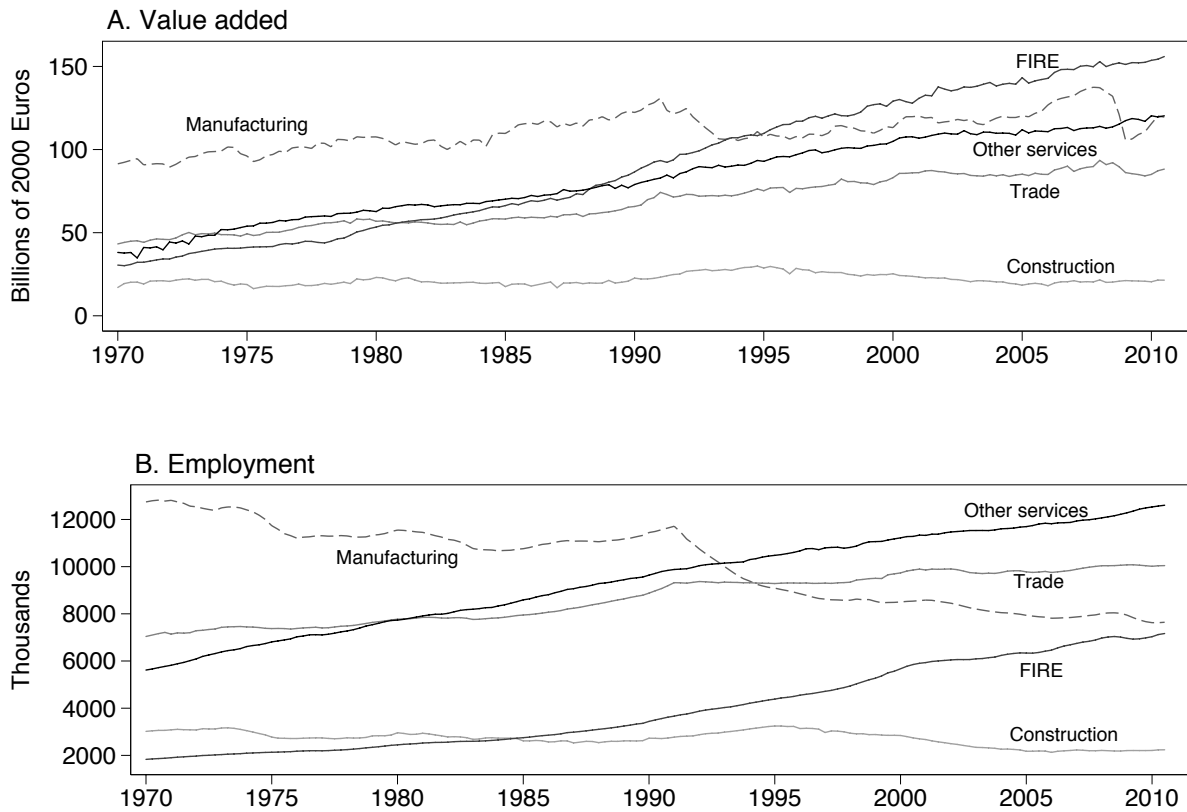 A. Value added
Billions of 2000 Euros
150
100
50
0
FIRE
Manufacturing
Other services
Trade
Construction
1970 1975 1980 1985 1990 1995 2000 2005 2010
B. Employment
Thousands
12000
10000
8000
6000
4000
2000
Other services
Manufacturing
Trade
FIRE
Construction
1970 1975 1980 1985 1990 1995 2000 2005 2010